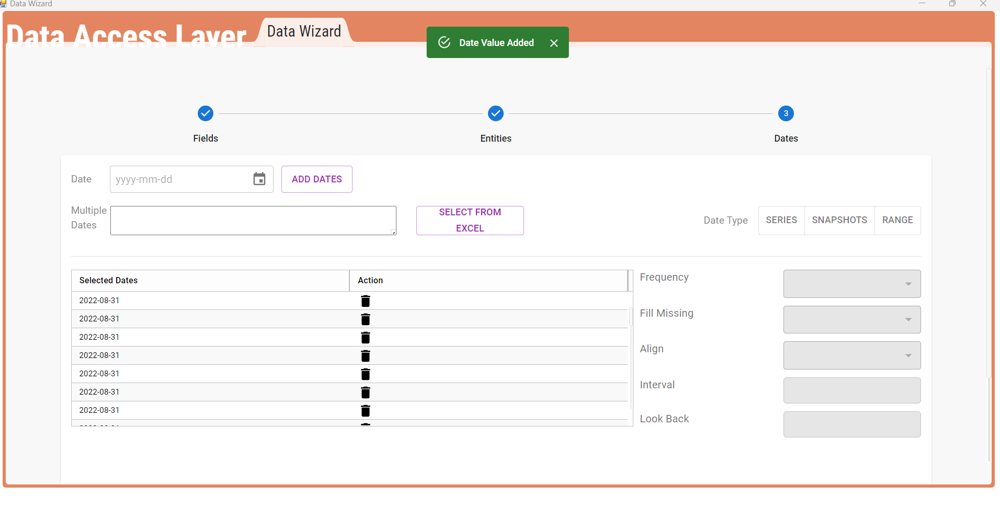 Data Wizard
Data Access Layer
Data Wizard
Date Value Added
3
Fields
Entities
Dates
Date
yyyy-mm-dd
ADD DATES
Multiple
Dates
SELECT FROM
EXCEL
Date Type
SERIES
SNAPSHOTS
RANGE
Selected Dates
Action
2022-08-31
2022-08-31
2022-08-31
2022-08-31
2022-08-31
2022-08-31
2022-08-31
Frequency
Fill Missing
Align
Interval
Look Back